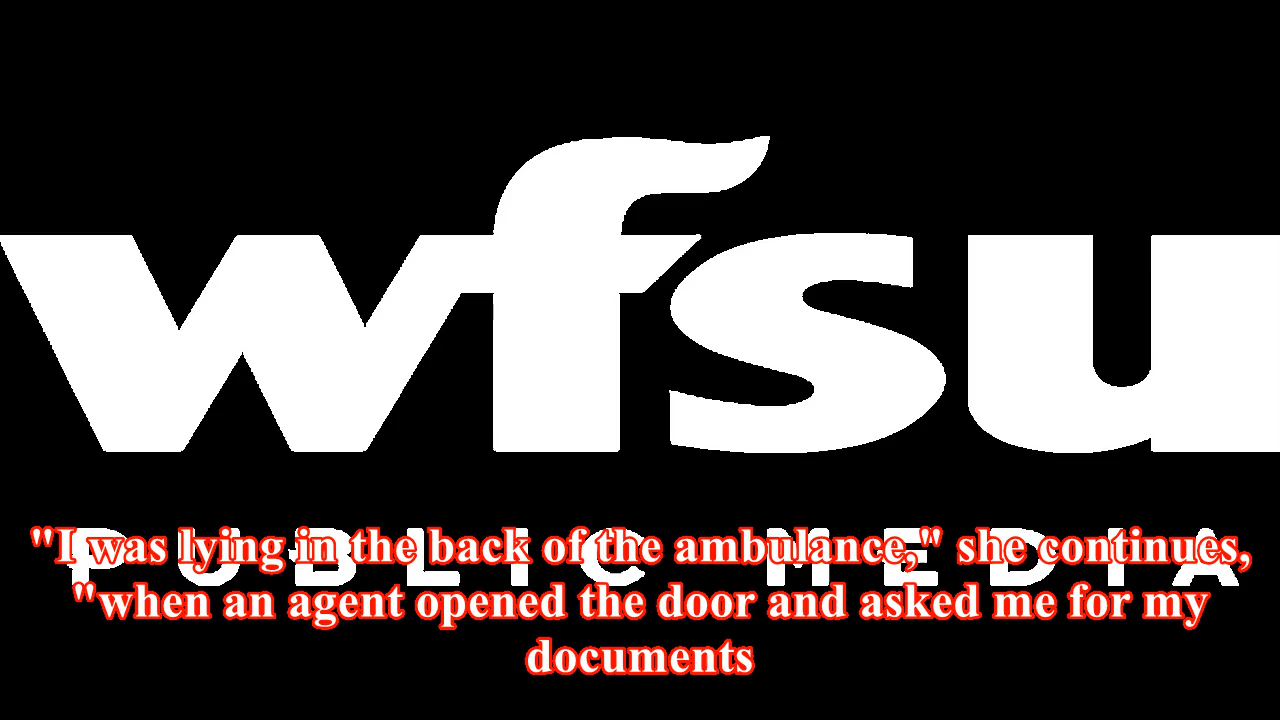 wfsu
PUBLIC MEDIA
"I was lying in the back of the ambulance," she continues,
"when an agent opened the door and asked me for my
documents